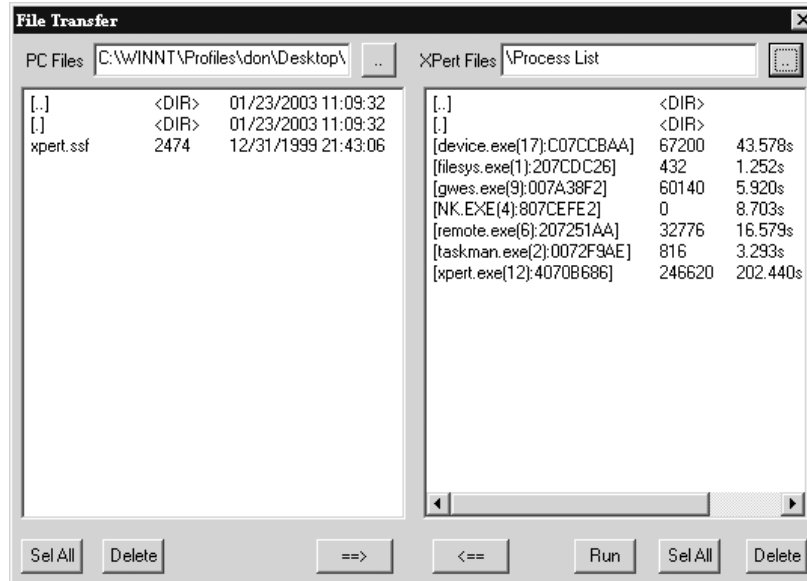 File Transfer
PC Files C:\WINNT\Profiles\don\Desktop\ ..
XPert Files \Process List ..
[..] <DIR> 01/23/2003 11:09:32
[.] <DIR> 01/23/2003 11:09:32
xpert.ssf 2474 12/31/1999 21:43:06
[..] <DIR>
[.] <DIR>
[device.exe(17):C07CCBAA] 67200 43.578s
[filesys.exe(1):207CDC26] 432 1.252s
[gwes.exe(9):007A38F2] 60140 5.920s
[NK.EXE(4):807CEFE2] 0 8.703s
[remote.exe(6):207251AA] 32776 16.579s
[taskman.exe(2):0072F9AE] 816 3.293s
[xpert.exe(12):4070B686] 246620 202.440s
Sel All Delete ==> <== Run Sel All Delete